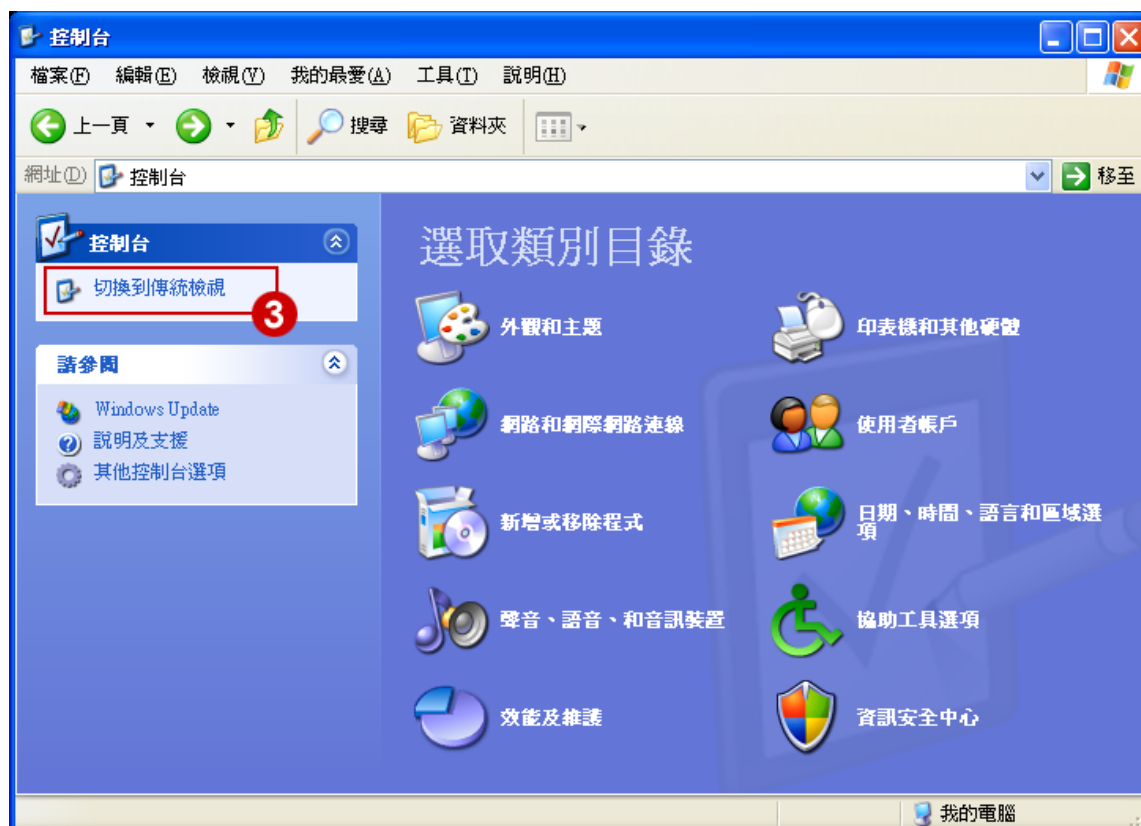 控制台
檔案(F) 編輯(E) 檢視(V) 我的最愛(A) 工具(T) 說明(H)
上一頁 搜尋 資料夾
網址(D) 控制台 移至
控制台
切換到傳統檢視
3
請參閱
Windows Update
說明及支援
其他控制台選項
選取類別目錄
外觀和主題
印表機和其他硬體
網路和網際網路連線
使用者帳戶
新增或移除程式
日期、時間、語言和區域選
項
聲音、語音、和音訊裝置
協助工具選項
效能及維護
資訊安全中心
我的電腦